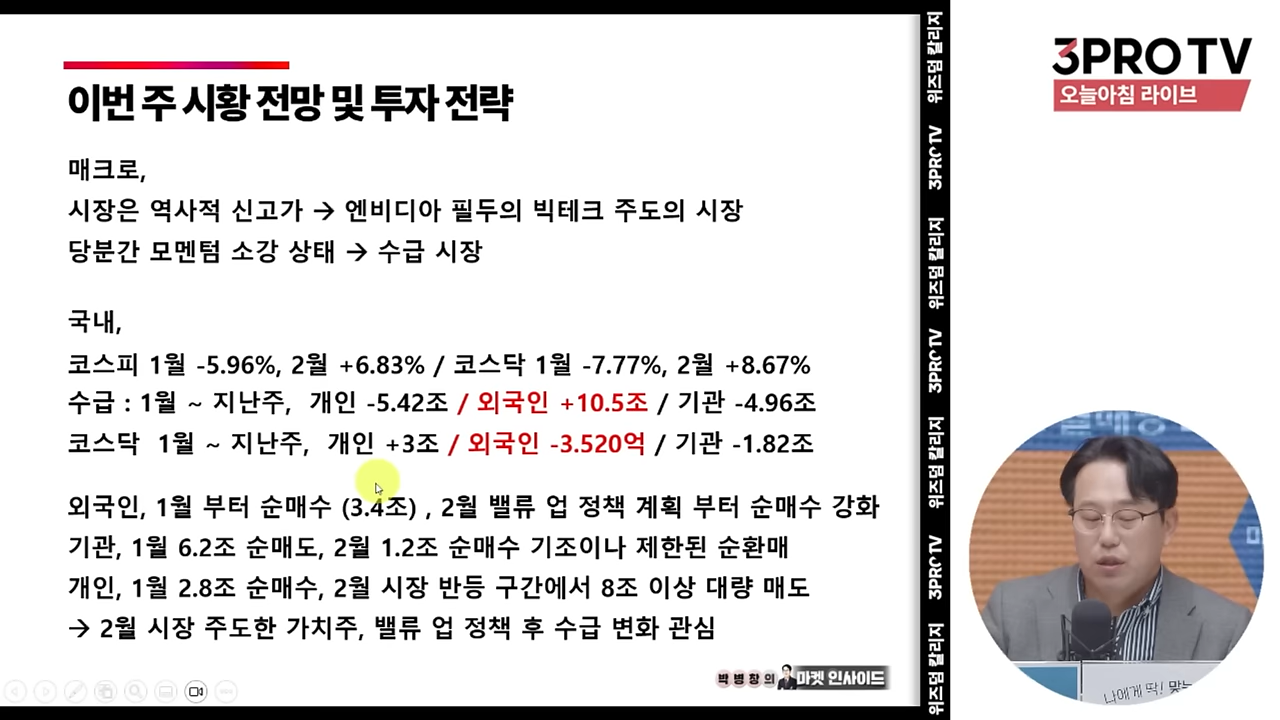 이번 주 시황 전망 및 투자 전략
매크로,
시장은 역사적 신고가 → 엔비디아 필두의 빅테크 주도의 시장
당분간 모멘텀 소강 상태 → 수급 시장
국내,
코스피 1월 -5.96%, 2월 +6.83% / 코스닥 1월 -7.77%, 2월 +8.67%
수급 : 1월 ~ 지난주, 개인 -5.42조 / 외국인 +10.5조 / 기관 -4.96조
코스닥 1월 ~ 지난주, 개인 +3조 / 외국인 -3.520억 / 기관 -1.82조
외국인, 1월 부터 순매수 (3.4조) , 2월 밸류 업 정책 계획 부터 순매수 강화
기관, 1월 6.2조 순매도, 2월 1.2조 순매수 기조이나 제한된 순환매
개인, 1월 2.8조 순매수, 2월 시장 반등 구간에서 8조 이상 대량 매도
→ 2월 시장 주도한 가치주, 밸류 업 정책 후 수급 변화 관심
박병창의 마켓 인사이드
위즈덤 칼리지
3PRO TV
위즈덤 칼리지
3PRO TV
위즈덤 칼리지
3PRO TV
위즈덤 칼리지
3PRO TV
오늘아침 라이브
나에게 딱!